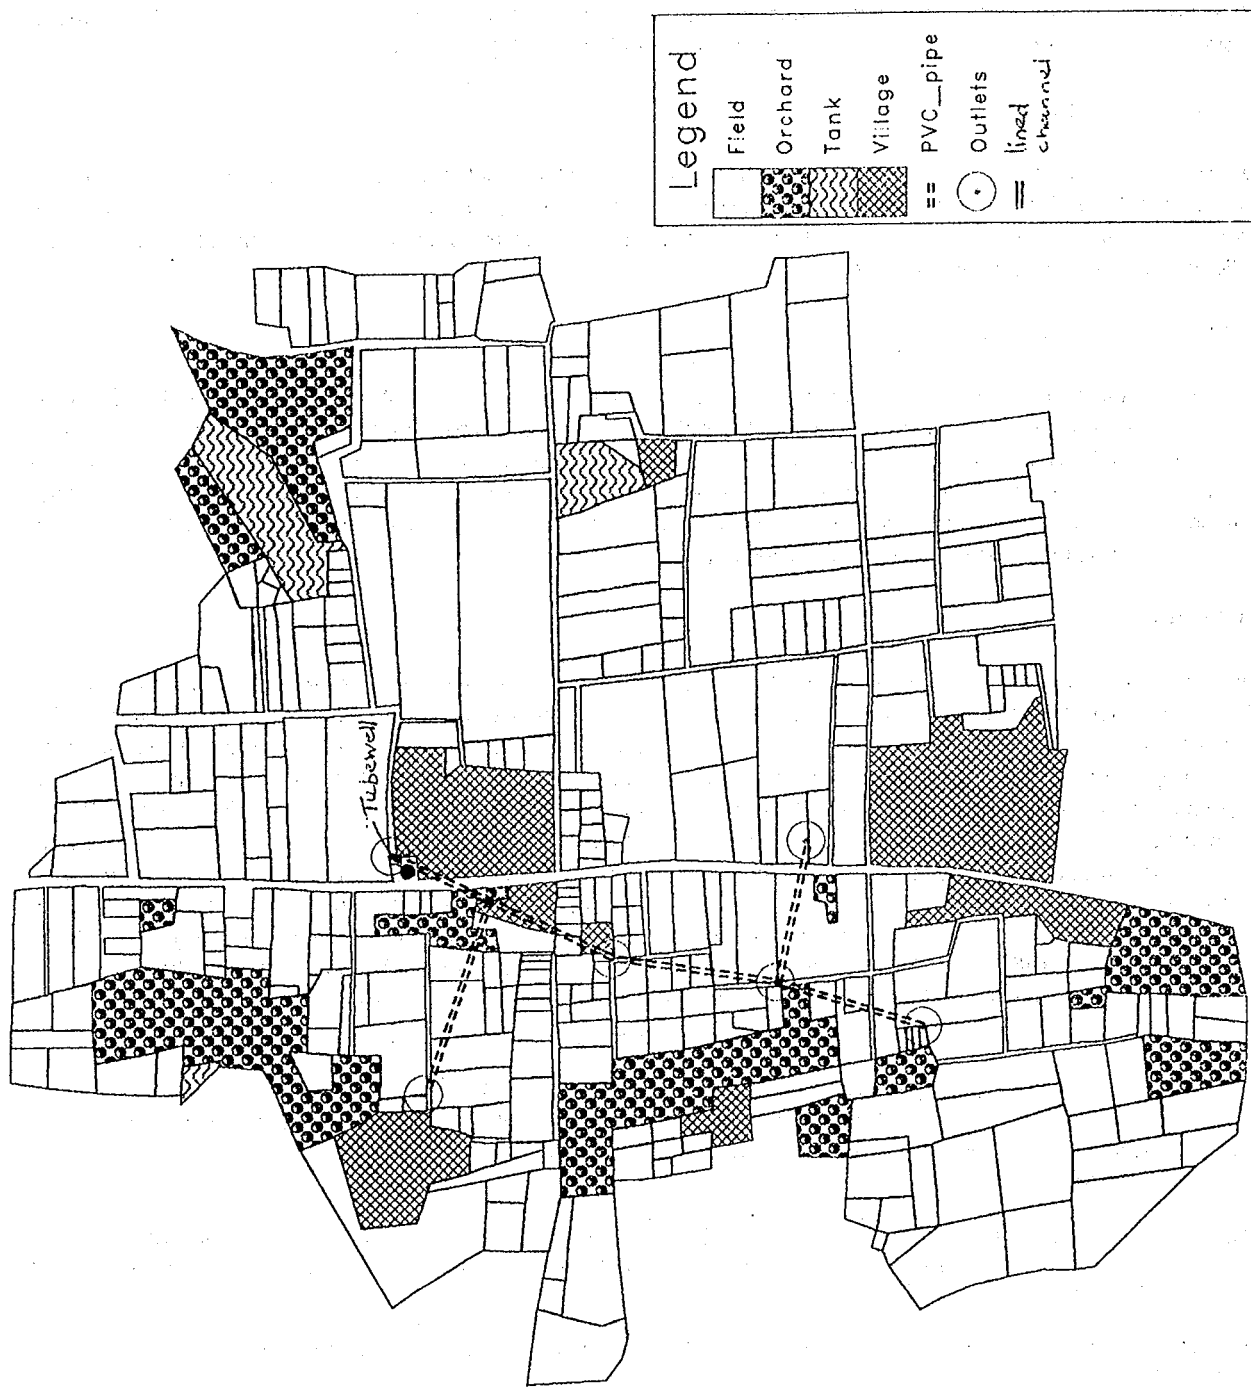 Legend
Field
Orchard
Tank
Village
PVC_pipe
Outlets
lined
channel
Tubewell